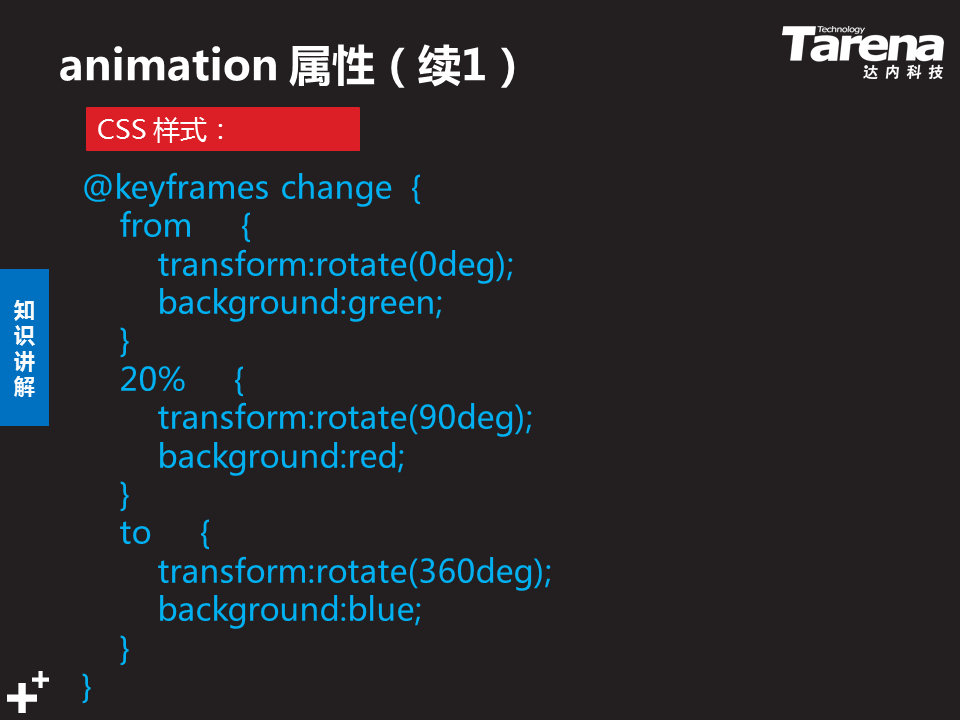 animation 属性（续1）
Technology
Tarena
达内科技
CSS 样式：
@keyframes change {
from {
transform:rotate(0deg);
background:green;
}
20% {
transform:rotate(90deg);
background:red;
}
to {
transform:rotate(360deg);
background:blue;
}
}
知识讲解